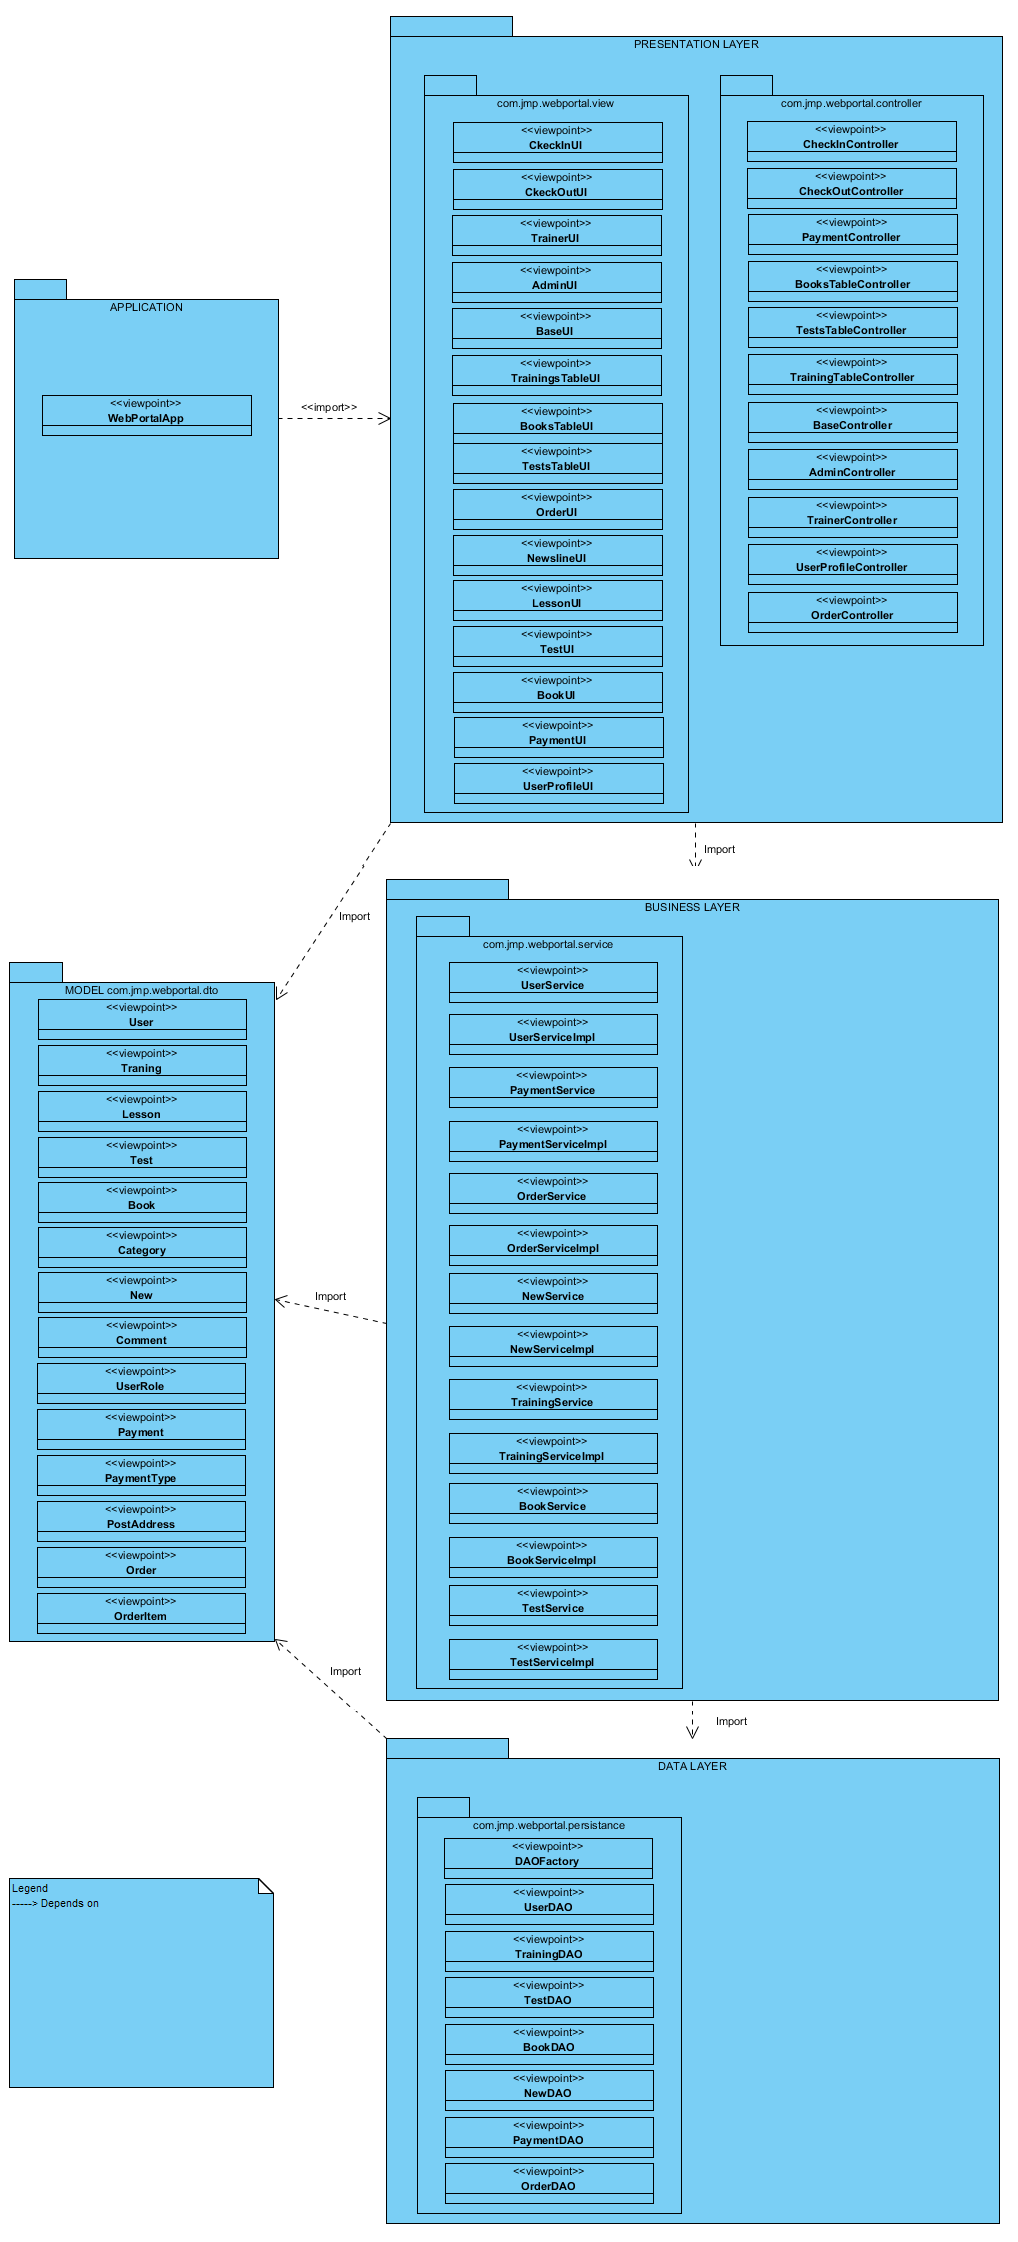 PRESENTATION LAYER
com.jmp.webportal.view
<<viewpoint>>
CkeckInUI
<<viewpoint>>
CkeckOutUI
<<viewpoint>>
TrainerUI
<<viewpoint>>
AdminUI
<<viewpoint>>
BaseUI
<<viewpoint>>
TrainingsTableUI
<<viewpoint>>
BooksTableUI
<<viewpoint>>
TestsTableUI
<<viewpoint>>
OrderUI
<<viewpoint>>
NewslineUI
<<viewpoint>>
LessonUI
<<viewpoint>>
TestUI
<<viewpoint>>
BookUI
<<viewpoint>>
PaymentUI
<<viewpoint>>
UserProfileUI
com.jmp.webportal.controller
<<viewpoint>>
CheckInController
<<viewpoint>>
CheckOutController
<<viewpoint>>
PaymentController
<<viewpoint>>
BooksTableController
<<viewpoint>>
TestsTableController
<<viewpoint>>
TrainingTableController
<<viewpoint>>
BaseController
<<viewpoint>>
AdminController
<<viewpoint>>
TrainerController
<<viewpoint>>
UserProfileController
<<viewpoint>>
OrderController
APPLICATION
<<viewpoint>>
WebPortalApp
<<import>>
Import
Import
BUSINESS LAYER
com.jmp.webportal.service
<<viewpoint>>
UserService
<<viewpoint>>
UserServiceImpl
<<viewpoint>>
PaymentService
<<viewpoint>>
PaymentServiceImpl
<<viewpoint>>
OrderService
<<viewpoint>>
OrderServiceImpl
<<viewpoint>>
NewService
<<viewpoint>>
NewServiceImpl
<<viewpoint>>
TrainingService
<<viewpoint>>
TrainingServiceImpl
<<viewpoint>>
BookService
<<viewpoint>>
BookServiceImpl
<<viewpoint>>
TestService
<<viewpoint>>
TestServiceImpl
MODEL com.jmp.webportal.dto
<<viewpoint>>
User
<<viewpoint>>
Traning
<<viewpoint>>
Lesson
<<viewpoint>>
Test
<<viewpoint>>
Book
<<viewpoint>>
Category
<<viewpoint>>
New
<<viewpoint>>
Comment
<<viewpoint>>
UserRole
<<viewpoint>>
Payment
<<viewpoint>>
PaymentType
<<viewpoint>>
PostAddress
<<viewpoint>>
Order
<<viewpoint>>
OrderItem
Import
Import
Import
DATA LAYER
com.jmp.webportal.persistance
<<viewpoint>>
DAOFactory
<<viewpoint>>
UserDAO
<<viewpoint>>
TrainingDAO
<<viewpoint>>
TestDAO
<<viewpoint>>
BookDAO
<<viewpoint>>
NewDAO
<<viewpoint>>
PaymentDAO
<<viewpoint>>
OrderDAO
Legend
-----> Depends on